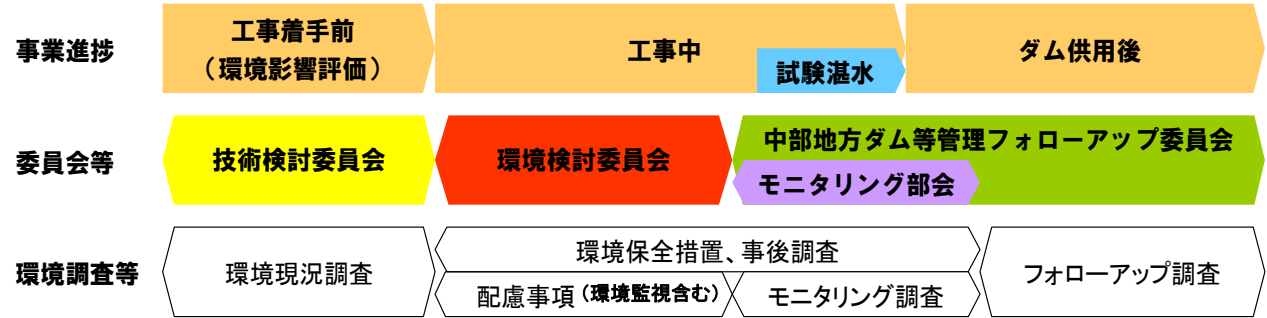 事業進捗
工事着手前
（環境影響評価）
工事中
試験湛水
ダム供用後
委員会等
技術検討委員会
環境検討委員会
中部地方ダム等管理フォローアップ委員会
モニタリング部会
環境調査等
環境現況調査
環境保全措置、事後調査
配慮事項（環境監視含む）
モニタリング調査
フォローアップ調査